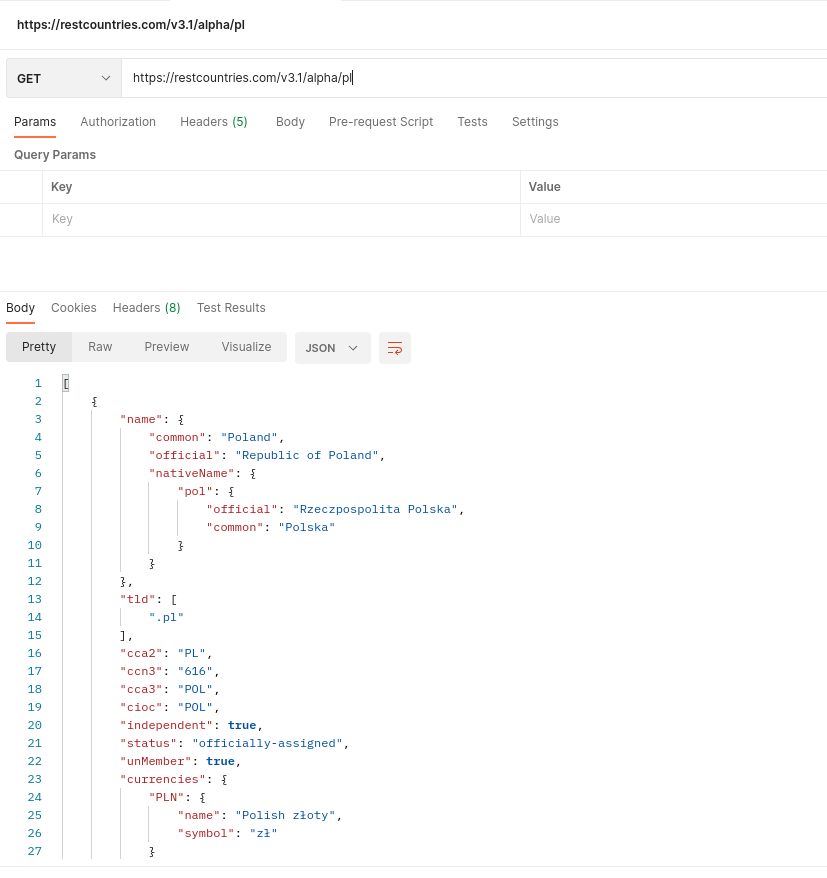 https://restcountries.com/v3.1/alpha/pl
GET https://restcountries.com/v3.1/alpha/pl
Params Authorization Headers (5) Body Pre-request Script Tests Settings
Query Params
Key Value
Key Value
Body Cookies Headers (8) Test Results
Pretty Raw Preview Visualize JSON
1 [
2 {
3 "name": {
4 "common": "Poland",
5 "official": "Republic of Poland",
6 "nativeName": {
7 "pol": {
8 "official": "Rzeczpospolita Polska",
9 "common": "Polska"
10 }
11 }
12 },
13 "tld": [
14 ".pl"
15 ],
16 "cca2": "PL",
17 "ccn3": "616",
18 "cca3": "POL",
19 "cioc": "POL",
20 "independent": true,
21 "status": "officially-assigned",
22 "unMember": true,
23 "currencies": {
24 "PLN": {
25 "name": "Polish złoty",
26 "symbol": "zł"
27 }